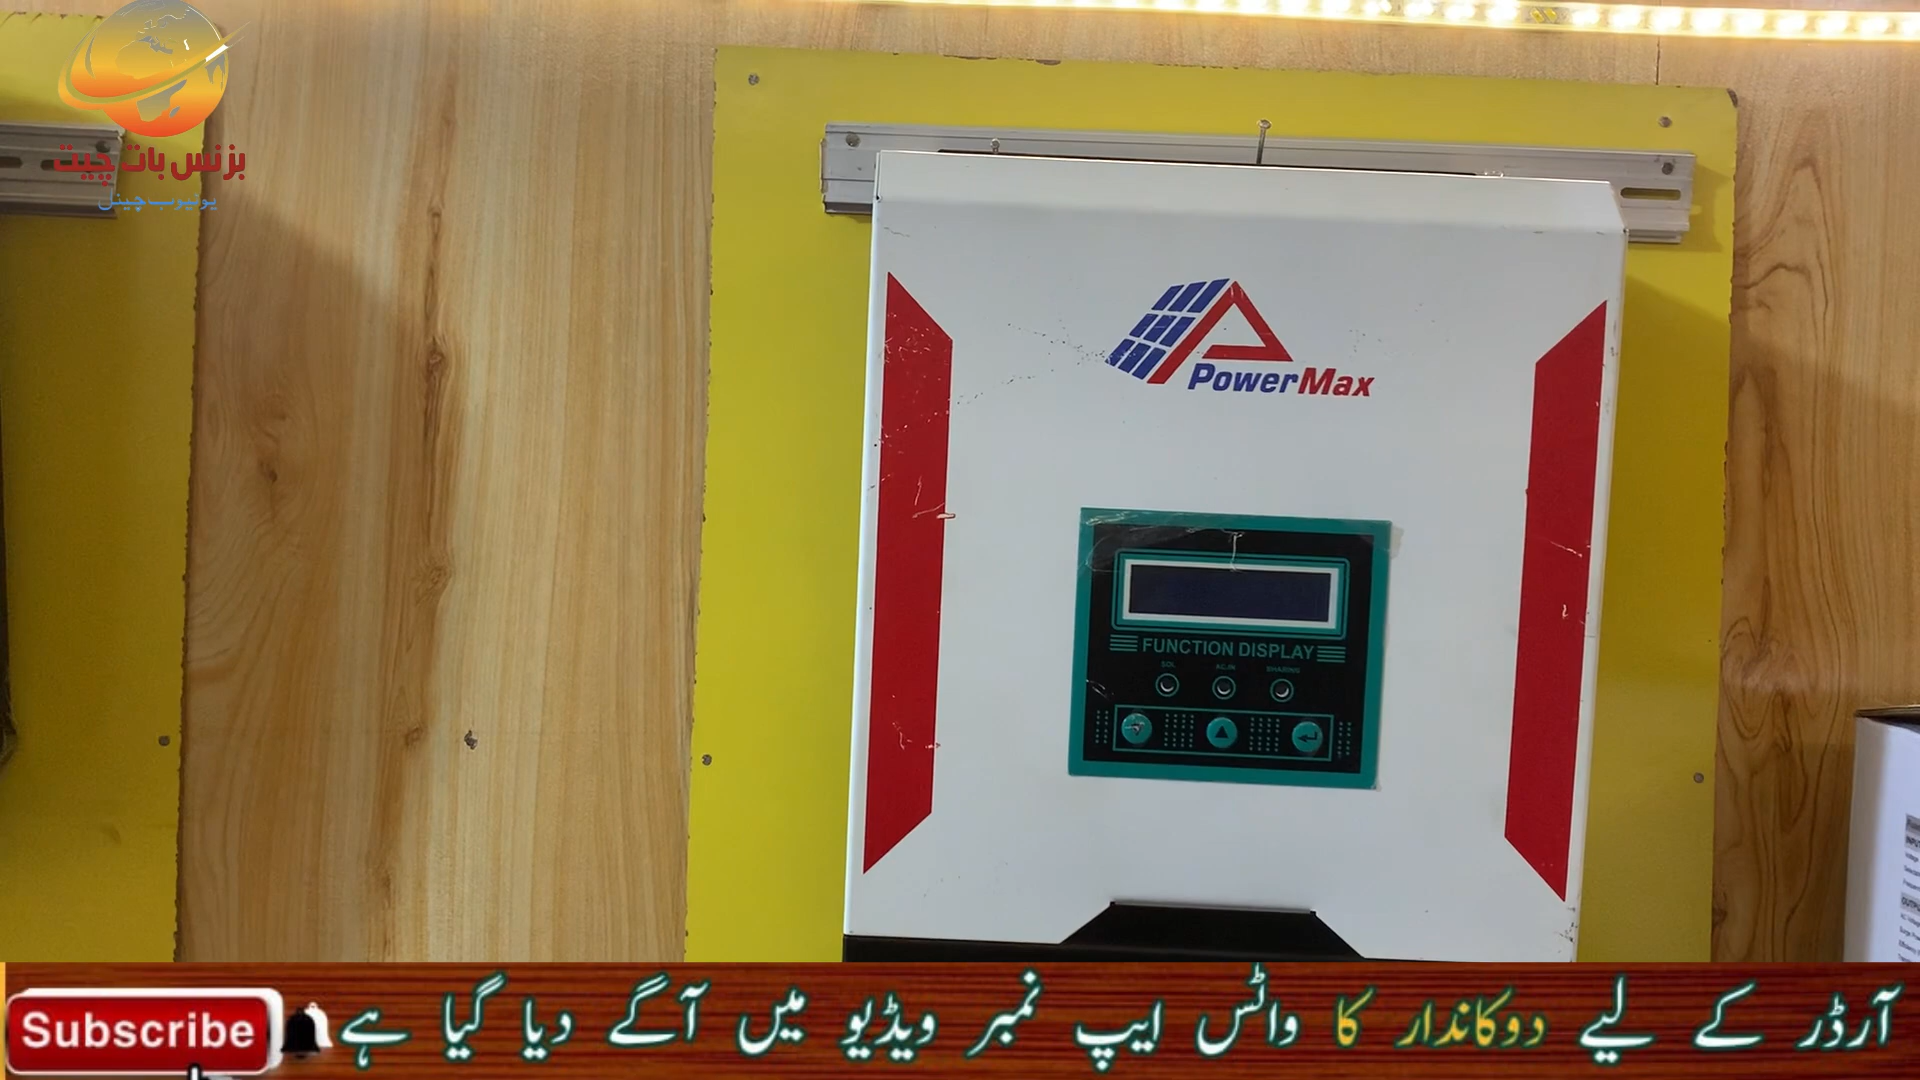 بزنس بات چیت
یوٹیوب چینل
PowerMax
FUNCTION DISPLAY
SOL
AC.IN
SHARING
OUTPU
Subscribe
آرڈر کے لیے دوکاندار کا واٹس ایپ نمبر ویڈیو میں آگے دیا گیا ہے